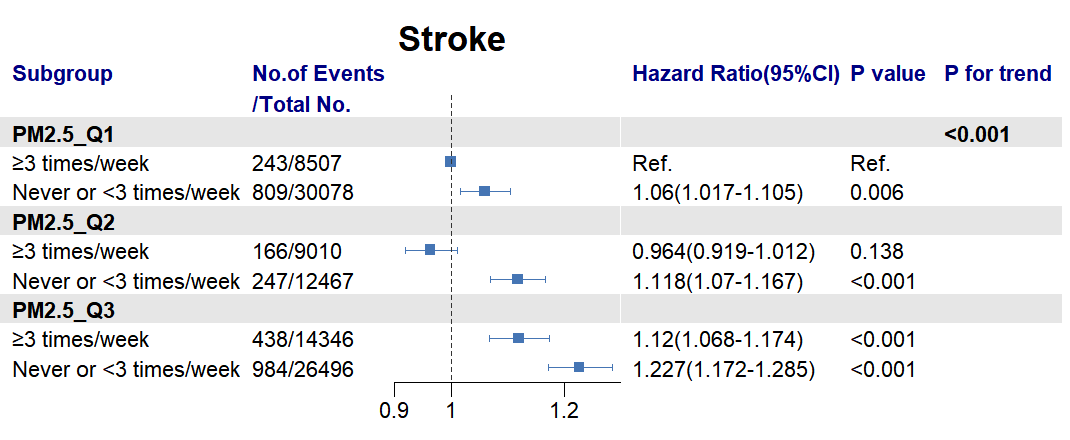 Stroke
Subgroup No.of Events Hazard Ratio(95%CI) P value P for trend
/Total No.
PM2.5_Q1 <0.001
≥3 times/week 243/8507 Ref. Ref.
Never or <3 times/week 809/30078 1.06(1.017-1.105) 0.006
PM2.5_Q2
≥3 times/week 166/9010 0.964(0.919-1.012) 0.138
Never or <3 times/week 247/12467 1.118(1.07-1.167) <0.001
PM2.5_Q3
≥3 times/week 438/14346 1.12(1.068-1.174) <0.001
Never or <3 times/week 984/26496 1.227(1.172-1.285) <0.001
0.9 1 1.2